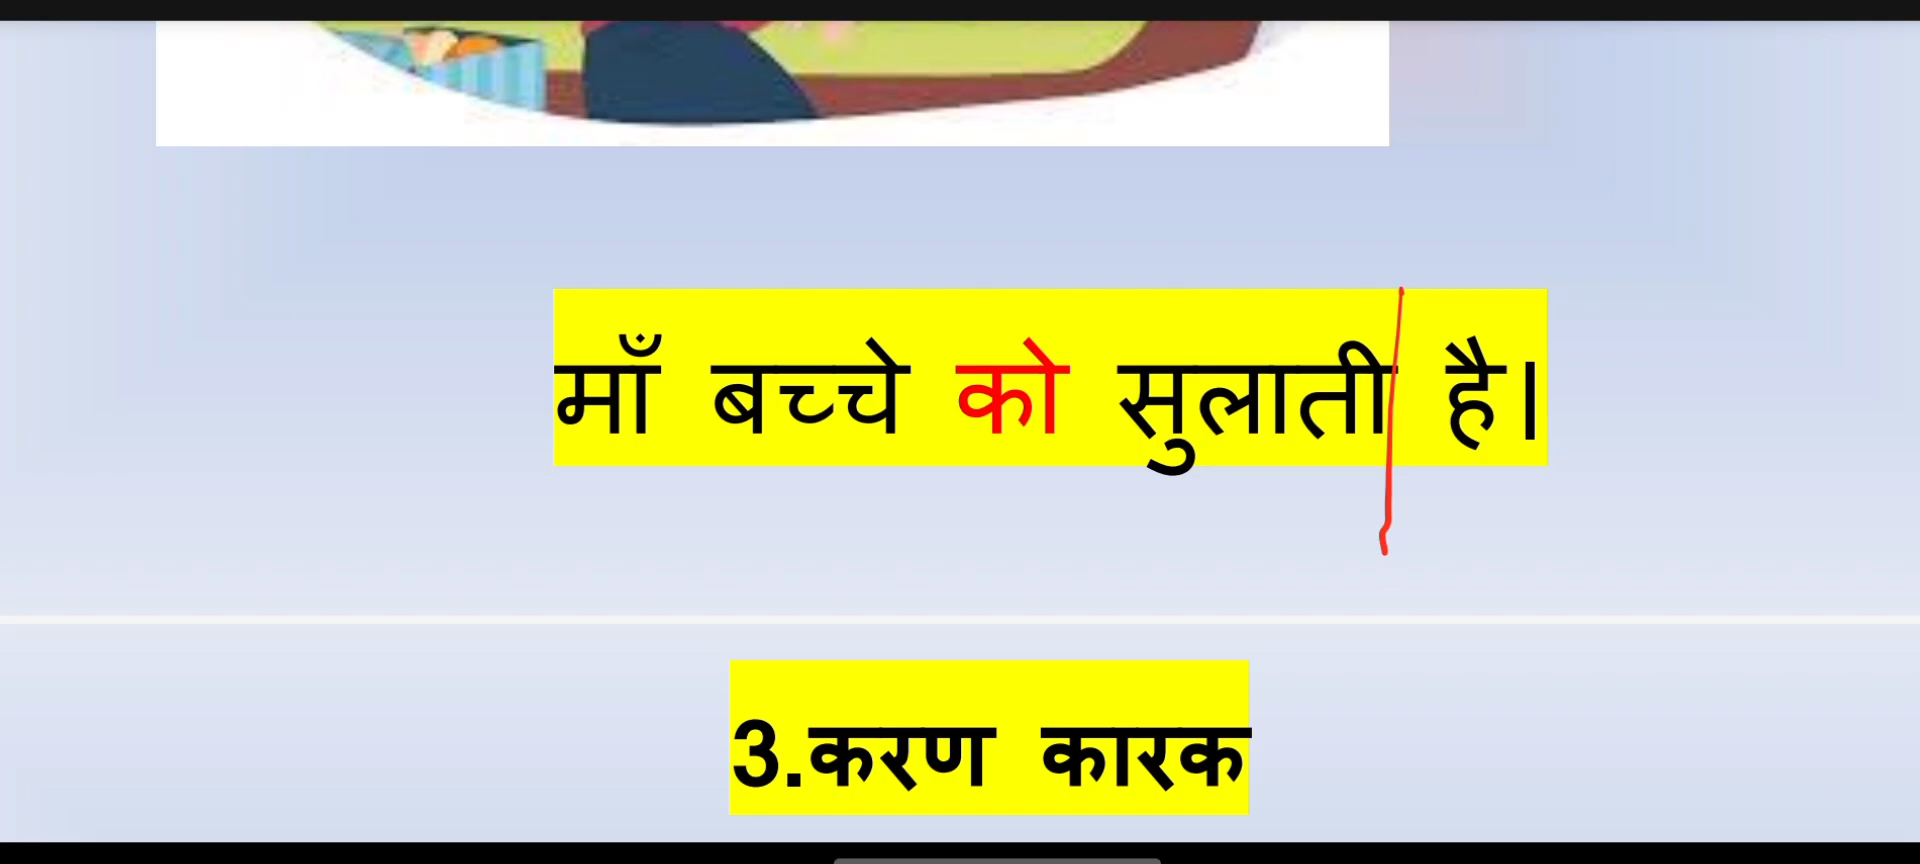 माँ बच्चे को सुलाती है।
3.करण कारक